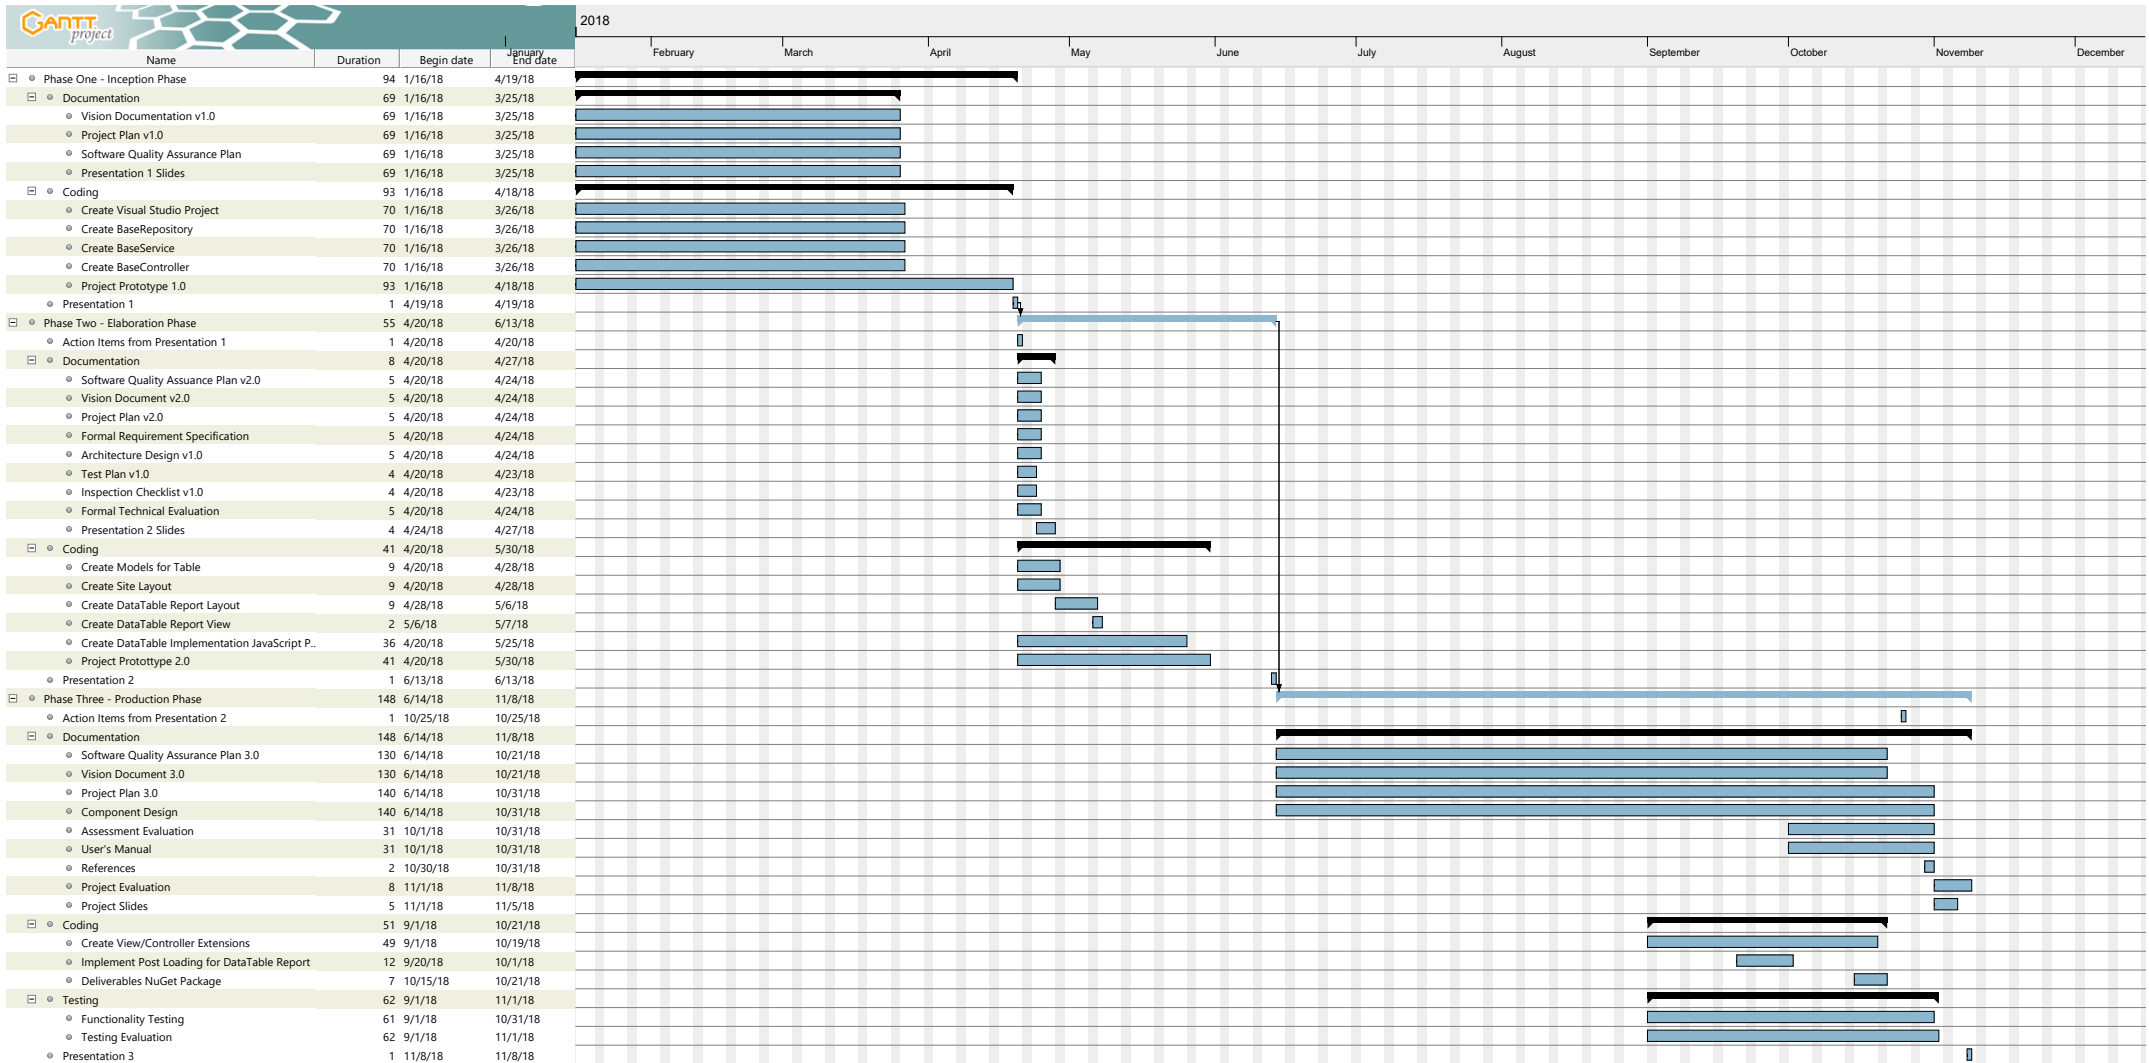 GANTT
project
2018
January
February
March
April
May
June
July
August
September
October
November
December
Name Duration Begin date End date
Phase One - Inception Phase 94 1/16/18 4/19/18
Documentation 69 1/16/18 3/25/18
Vision Documentation v1.0 69 1/16/18 3/25/18
Project Plan v1.0 69 1/16/18 3/25/18
Software Quality Assurance Plan 69 1/16/18 3/25/18
Presentation 1 Slides 69 1/16/18 3/25/18
Coding 93 1/16/18 4/18/18
Create Visual Studio Project 70 1/16/18 3/26/18
Create BaseRepository 70 1/16/18 3/26/18
Create BaseService 70 1/16/18 3/26/18
Create BaseController 70 1/16/18 3/26/18
Project Prototype 1.0 93 1/16/18 4/18/18
Presentation 1 1 4/19/18 4/19/18
Phase Two - Elaboration Phase 55 4/20/18 6/13/18
Action Items from Presentation 1 1 4/20/18 4/20/18
Documentation 8 4/20/18 4/27/18
Software Quality Assuance Plan v2.0 5 4/20/18 4/24/18
Vision Document v2.0 5 4/20/18 4/24/18
Project Plan v2.0 5 4/20/18 4/24/18
Formal Requirement Specification 5 4/20/18 4/24/18
Architecture Design v1.0 5 4/20/18 4/24/18
Test Plan v1.0 4 4/20/18 4/23/18
Inspection Checklist v1.0 4 4/20/18 4/23/18
Formal Technical Evaluation 5 4/20/18 4/24/18
Presentation 2 Slides 4 4/24/18 4/27/18
Coding 41 4/20/18 5/30/18
Create Models for Table 9 4/20/18 4/28/18
Create Site Layout 9 4/20/18 4/28/18
Create DataTable Report Layout 9 4/28/18 5/6/18
Create DataTable Report View 2 5/6/18 5/7/18
Create DataTable Implementation JavaScript P.. 36 4/20/18 5/25/18
Project Protottype 2.0 41 4/20/18 5/30/18
Presentation 2 1 6/13/18 6/13/18
Phase Three - Production Phase 148 6/14/18 11/8/18
Action Items from Presentation 2 1 10/25/18 10/25/18
Documentation 148 6/14/18 11/8/18
Software Quality Assurance Plan 3.0 130 6/14/18 10/21/18
Vision Document 3.0 130 6/14/18 10/21/18
Project Plan 3.0 140 6/14/18 10/31/18
Component Design 140 6/14/18 10/31/18
Assessment Evaluation 31 10/1/18 10/31/18
User's Manual 31 10/1/18 10/31/18
References 2 10/30/18 10/31/18
Project Evaluation 8 11/1/18 11/8/18
Project Slides 5 11/1/18 11/5/18
Coding 51 9/1/18 10/21/18
Create View/Controller Extensions 49 9/1/18 10/19/18
Implement Post Loading for DataTable Report 12 9/20/18 10/1/18
Deliverables NuGet Package 7 10/15/18 10/21/18
Testing 62 9/1/18 11/1/18
Functionality Testing 61 9/1/18 10/31/18
Testing Evaluation 62 9/1/18 11/1/18
Presentation 3 1 11/8/18 11/8/18